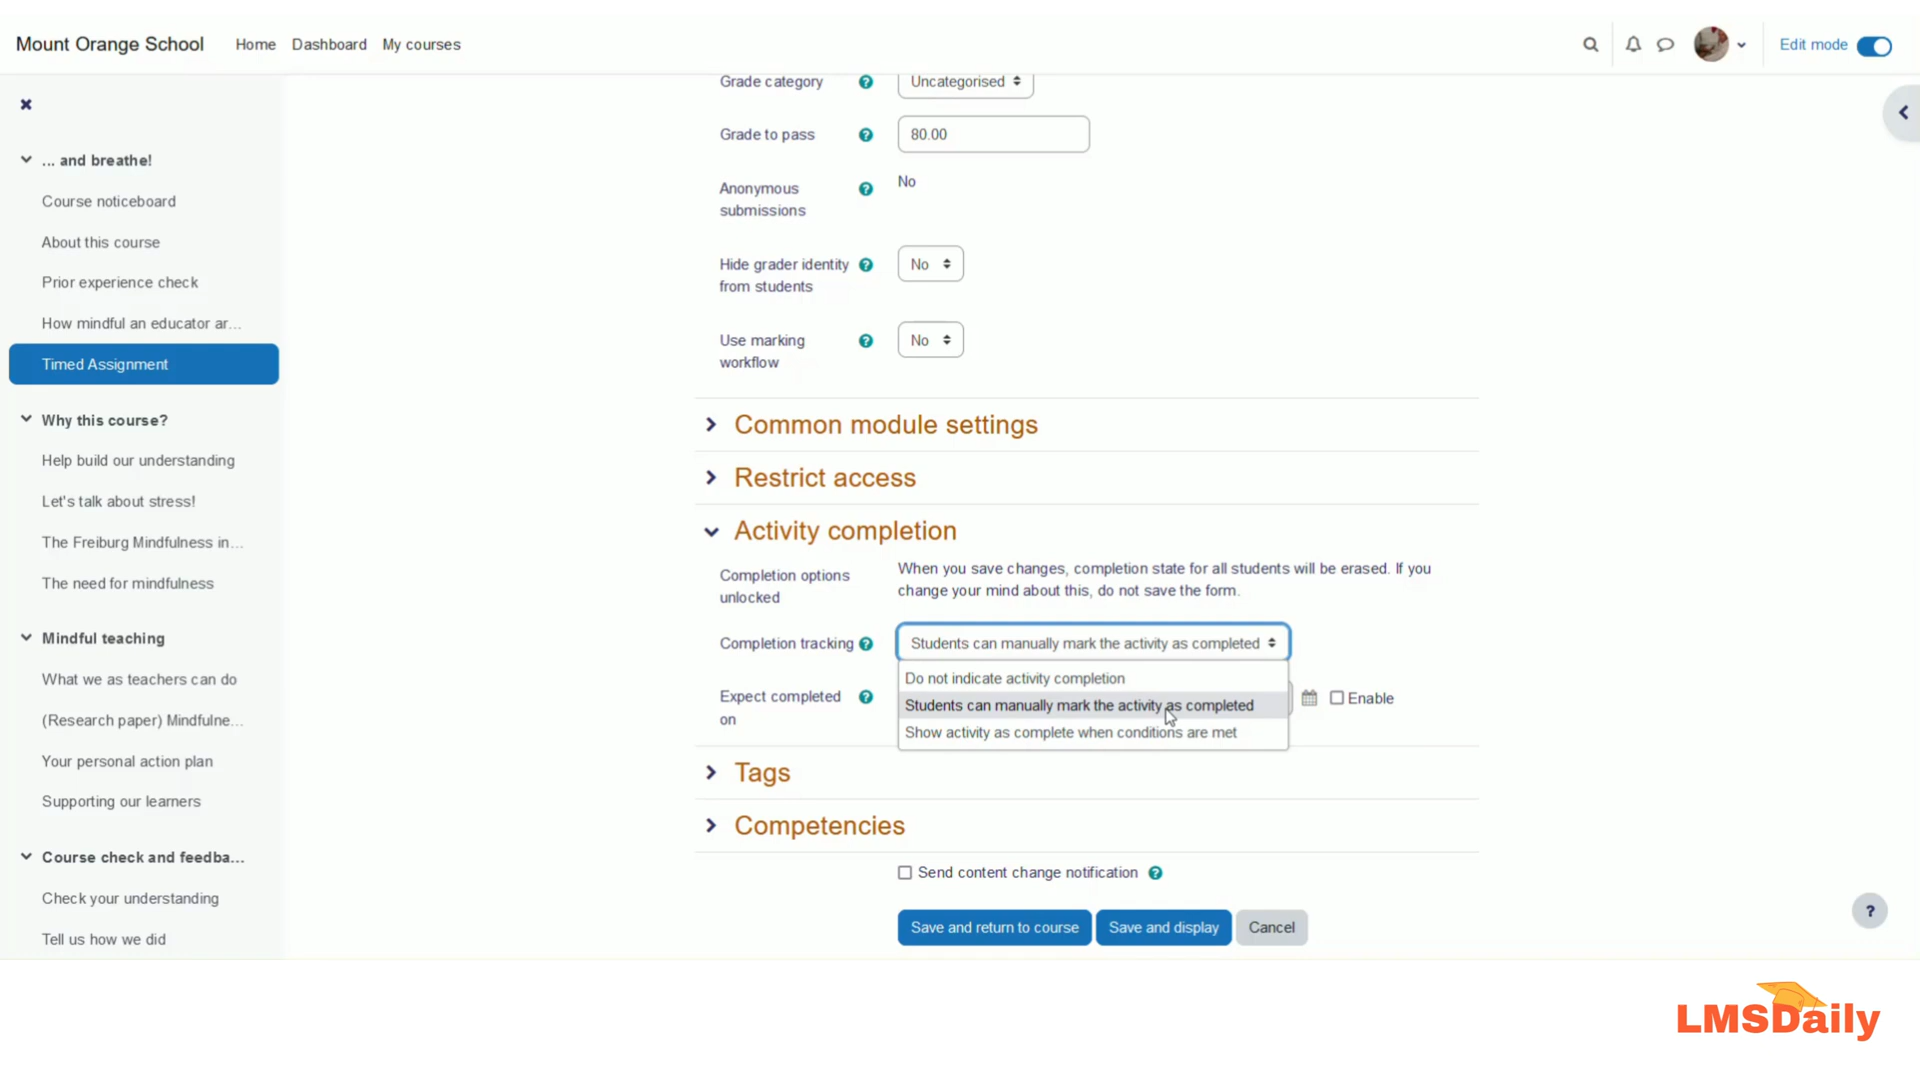 Mount Orange School
Home
Dashboard
My courses
Edit mode
... and breathe!
Course noticeboard
About this course
Prior experience check
How mindful an educator ar...
Timed Assignment
Why this course?
Help build our understanding
Let's talk about stress!
The Freiburg Mindfulness in...
The need for mindfulness
Mindful teaching
What we as teachers can do
(Research paper) Mindfulne...
Your personal action plan
Supporting our learners
Course check and feedba...
Check your understanding
Tell us how we did
Grade category
?
Uncategorised
Grade to pass
?
80.00
Anonymous
submissions
?
No
Hide grader identity
from students
?
No
Use marking
workflow
?
No
Common module settings
Restrict access
Activity completion
Completion options
unlocked
When you save changes, completion state for all students will be erased. If you
change your mind about this, do not save the form.
Completion tracking
?
Students can manually mark the activity as completed
Do not indicate activity completion
Students can manually mark the activity as completed
Show activity as complete when conditions are met
Expect completed
on
?
Enable
Tags
Competencies
Send content change notification
?
Save and return to course
Save and display
Cancel
?
LMSDaily